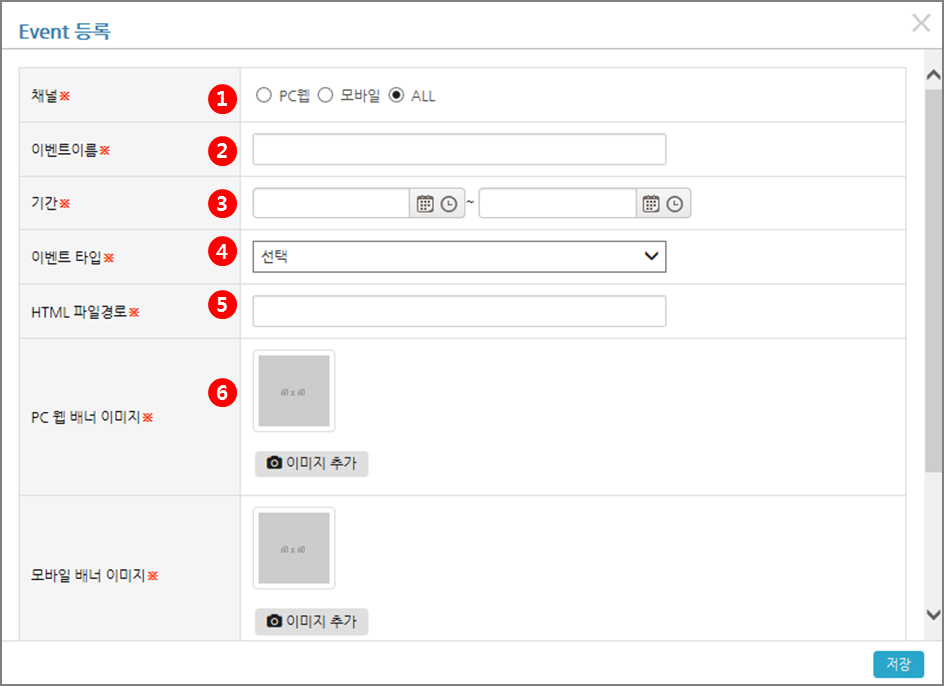 Event 등록
채널※ 1 PC웹 모바일 ALL
이벤트이름※ 2
기간※ 3 ~
이벤트 타입※ 4 선택
HTML 파일경로※ 5
6 60 x 60
PC 웹 배너 이미지※
이미지 추가
60 x 60
모바일 배너 이미지※
이미지 추가
저장